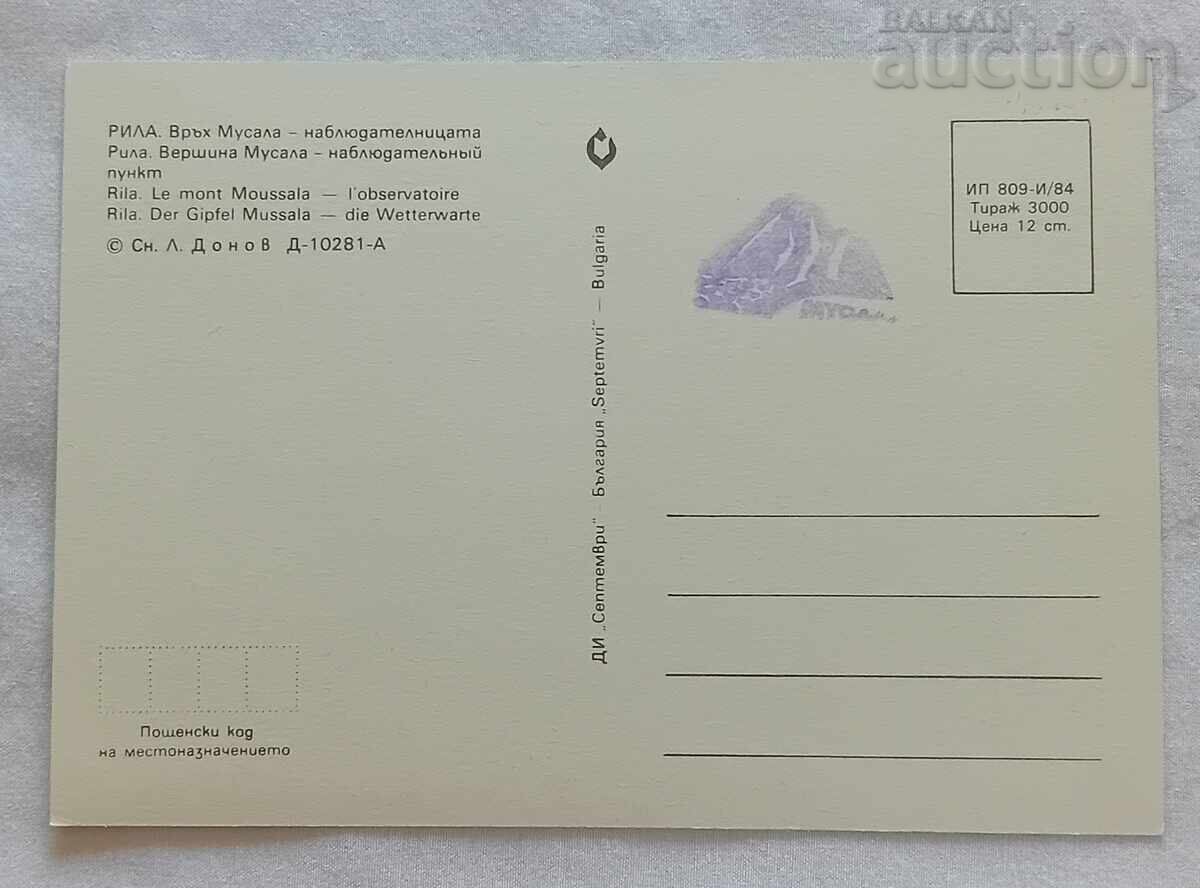 BALKAN
auction
РИЛА. Връх Мусала – наблюдателницата
Рила. Вершина Мусала – наблюдательный
пункт
Rila. Le mont Moussala — l'observatoire
Rila. Der Gipfel Mussala — die Wetterwarte
© Сн. Л. Донов Д-10281-А
ДИ „Септември" – България „Septemvri" — Bulgaria
ИП 809-И/84
Тираж 3000
Цена 12 ст.
МУСАЛА
Пощенски код
на местоназначението